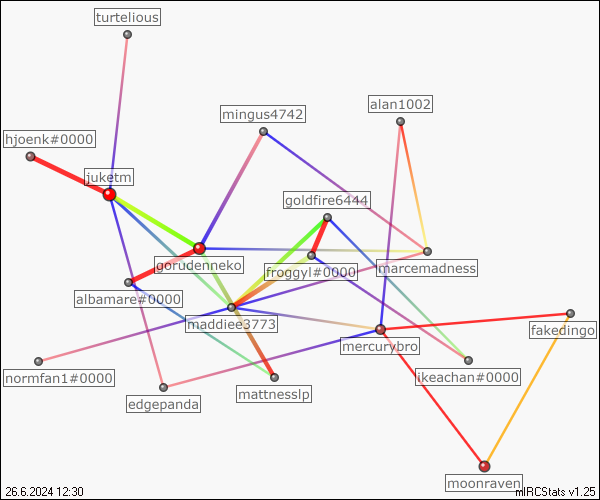 turtelious
alan1002
mingus4742
hjoenk#0000
juketm
goldfire6444
gorudenneko
froggyl#0000
marcemadness
albamare#0000
maddiee3773
fakedingo
mercurybro
normfan1#0000
ikeachan#0000
mattnesslp
edgepanda
moonraven
26.6.2024 12:30
mIRCStats v1.25